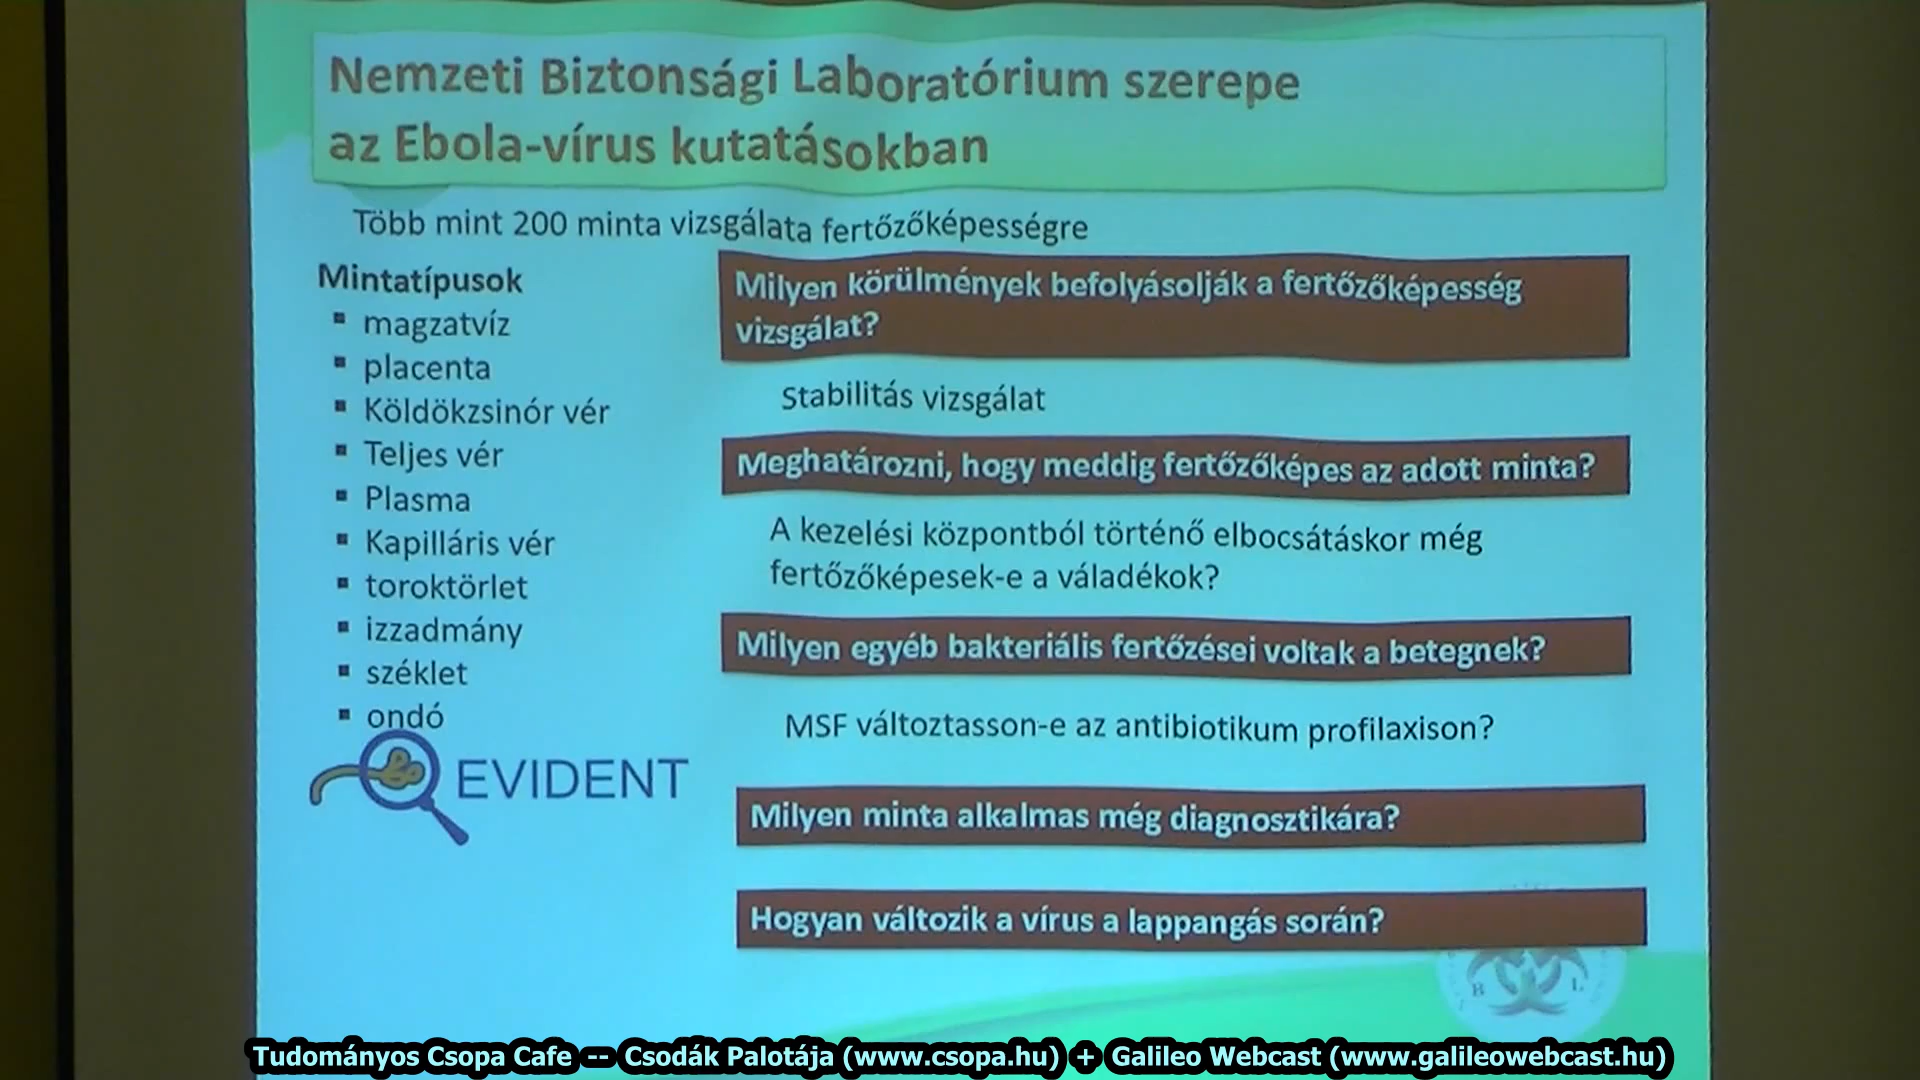 Nemzeti Biztonsági Laboratórium szerepe
az Ebola-vírus kutatásokban
Több mint 200 minta vizsgálata fertőzőképességre
Mintatípusok
▪ magzatvíz
▪ placenta
▪ Köldökzsinór vér
▪ Teljes vér
▪ Plasma
▪ Kapilláris vér
▪ toroktörlet
▪ izzadmány
▪ széklet
▪ ondó
EVIDENT
Milyen körülmények befolyásolják a fertőzőképesség
vizsgálat?
Stabilitás vizsgálat
Meghatározni, hogy meddig fertőzőképes az adott minta?
A kezelési központból történő elbocsátáskor még
fertőzőképesek-e a váladékok?
Milyen egyéb bakteriális fertőzései voltak a betegnek?
MSF változtasson-e az antibiotikum profilaxison?
Milyen minta alkalmas még diagnosztikára?
Hogyan változik a vírus a lappangás során?
B L
Tudományos Csopa Cafe -- Csodák Palotája (www.csopa.hu) + Galileo Webcast (www.galileowebcast.hu)